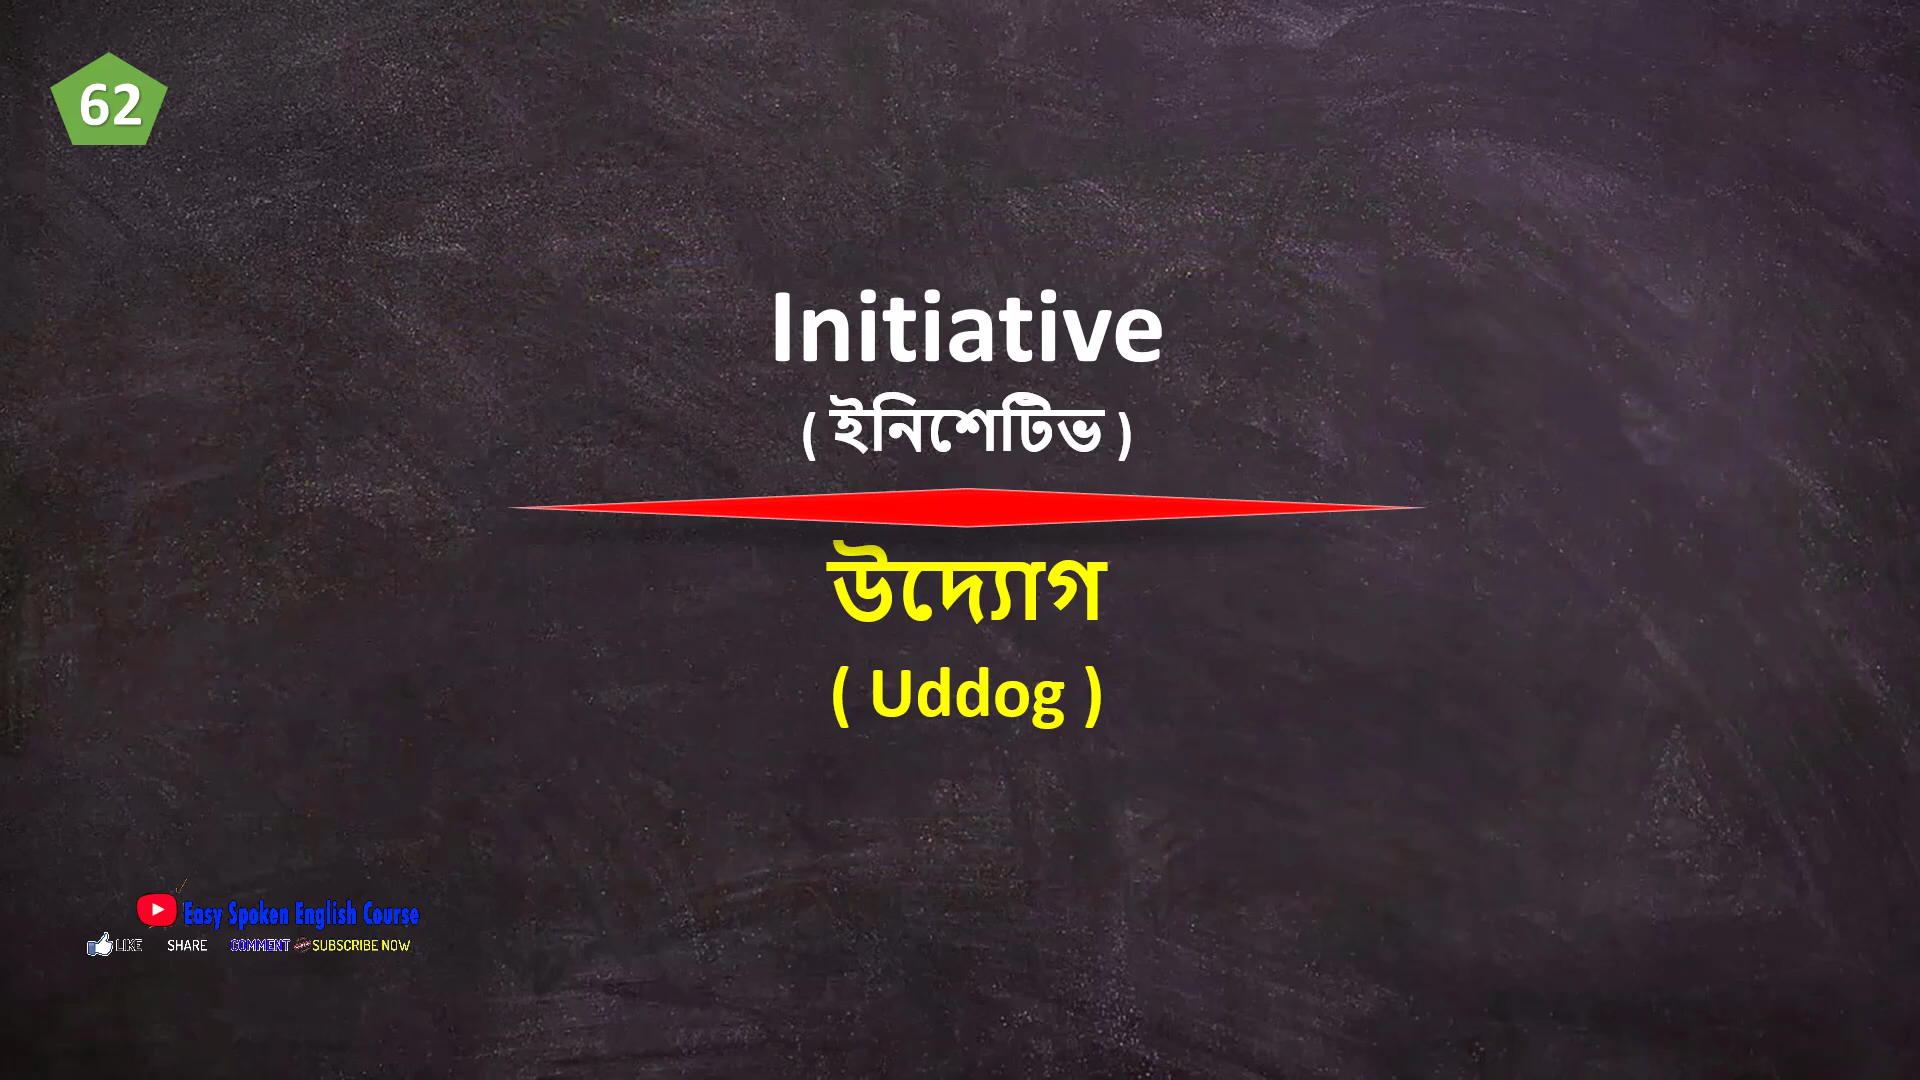 62
Initiative
( ইনিশেটিভ )
উদ্যোগ
( Uddog )
Easy Spoken English Course
LIKE SHARE COMMENT SUBSCRIBE NOW